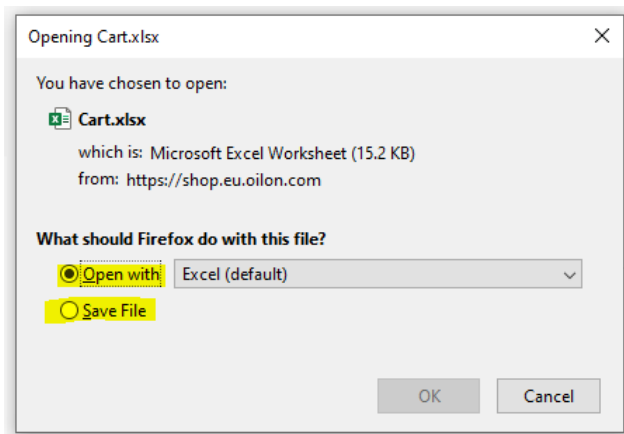 Opening Cart.xlsx
You have chosen to open:
Cart.xlsx
which is: Microsoft Excel Worksheet (15.2 KB)
from: https://shop.eu.oilon.com
What should Firefox do with this file?
Open with Excel (default)
Save File
OK Cancel